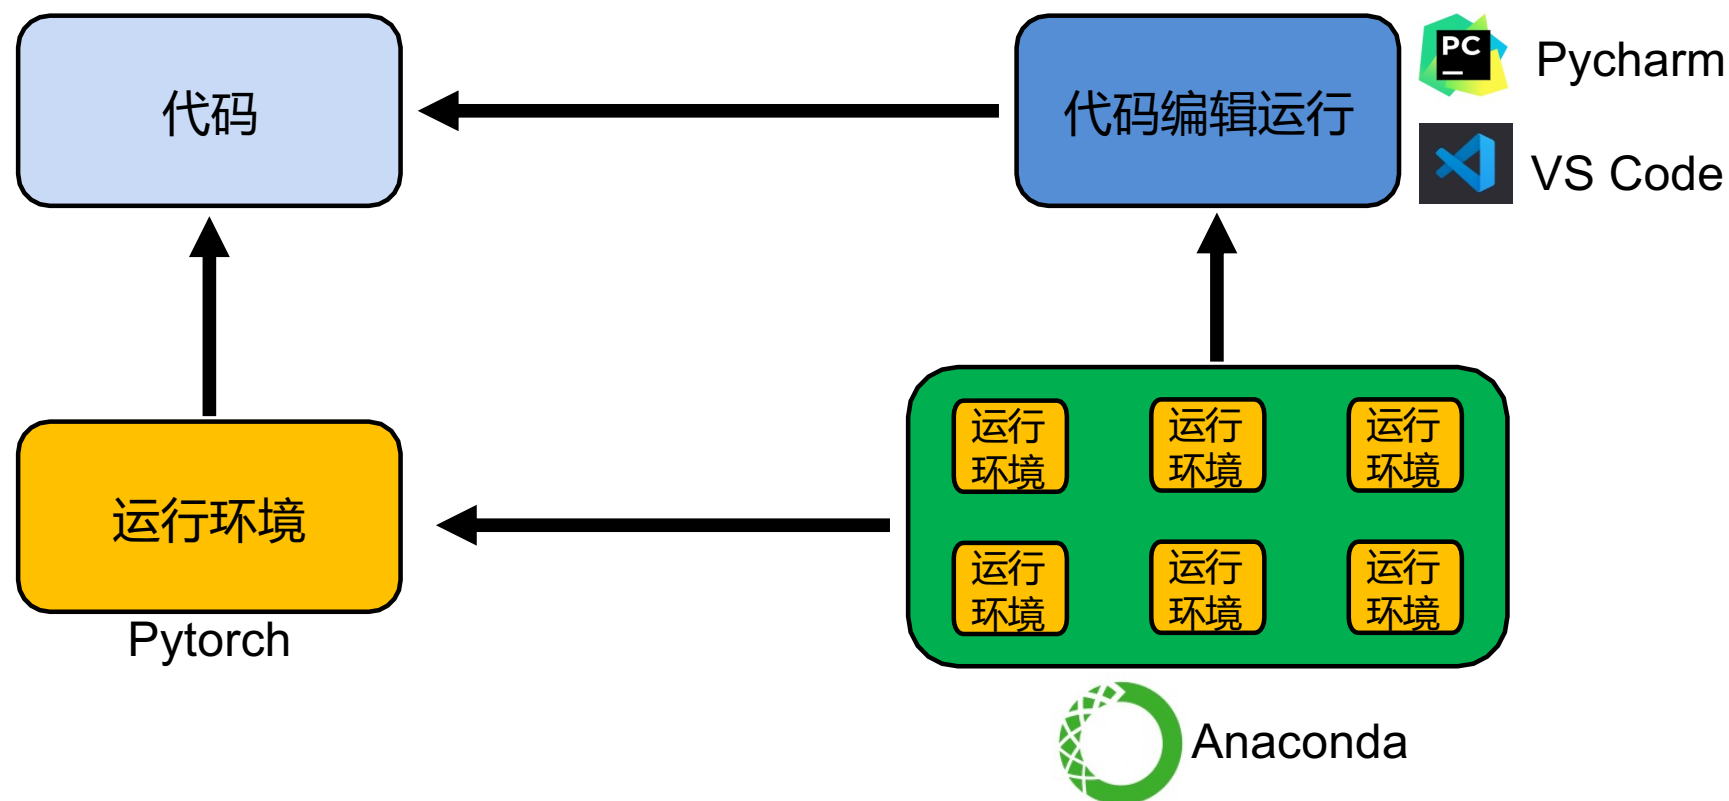 代码
代码编辑运行
PC
Pycharm
VS Code
运行环境
Pytorch
运行
环境
运行
环境
运行
环境
运行
环境
运行
环境
运行
环境
Anaconda